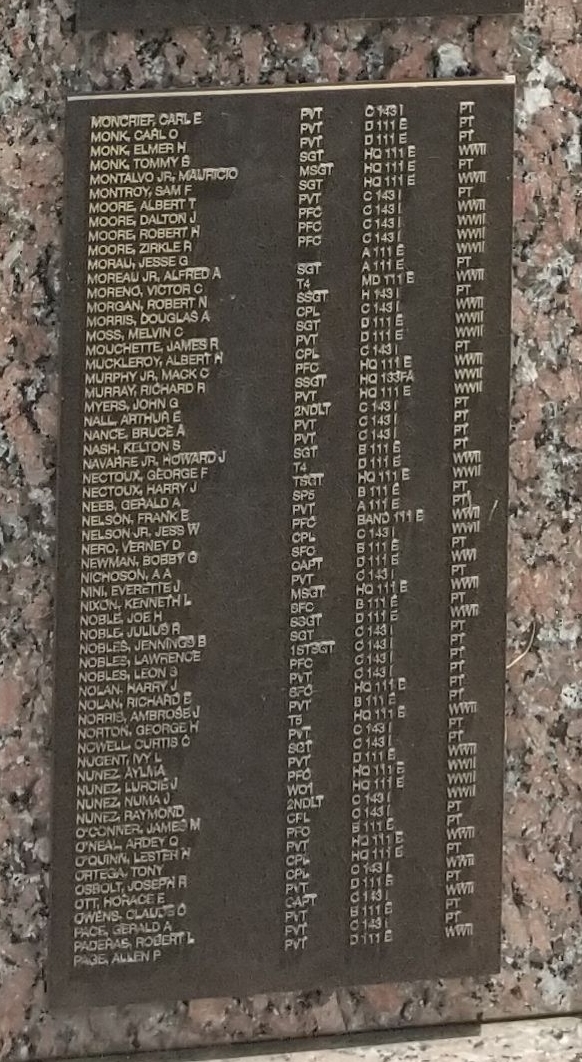 MONCRIEF, CARL E
MONK, CARL O
MONK, ELMER H
MONK, TOMMY S
MONTALVO JR, MAURICIO
MONTROY, SAM F
MOORE, ALBERT T
MOORE, DALTON J
MOORE, ROBERT H
MOORE, ZIRKLE R
MORAU, JESSE G
MOREAU JR, ALFRED A
MORENO, VICTOR C
MORGAN, ROBERT N
MORRIS, DOUGLAS A
MOSS, MELVIN C
MOUCHETTE, JAMES R
MUCKLEROY, ALBERT H
MURPHY JR, MACK C
MURRAY, RICHARD R
MYERS, JOHN G
NALL, ARTHUR E
NANCE, BRUCE A
NASH, KELTON S
NAVARRE JR, HOWARD J
NECTOUX, GEORGE F
NECTOUX, HARRY J
NEEB, GERALD A
NELSON, FRANK E
NELSON JR, JESS W
NERO, VERNEY D
NEWMAN, BOBBY G
NICHOSON, A A
NINI, EVERETTE J
NIXON, KENNETH L
NOBLE, JOE H
NOBLE, JULIUS R
NOBLES, JENNINGS B
NOBLES, LAWRENCE
NOBLES, LEON S
NOLAN, HARRY J
NOLAN, RICHARD E
NORRIS, AMBROSE J
NORTON, GEORGE H
NOWELL, CURTIS C
NUGENT, IVY L
NUNEZ, AYLMA
NUNEZ, LURCIE J
NUNEZ, NUMA J
NUNEZ, RAYMOND
O'CONNER, JAMES M
O'NEAL, ARDEY Q
O'QUINN, LESTER H
ORTEGA, TONY
OSBOLT, JOSEPH R
OTT, HORACE E
OWENS, CLAUDE O
PACE, GERALD A
PADERAS, ROBERT L
PAGE, ALLEN P
PVT
PVT
PVT
SGT
MSGT
SGT
PVT
PFC
PFC
PFC
SGT
T4
SSGT
CPL
SGT
PVT
CPL
PFC
SSGT
PVT
2NDLT
PVT
PVT
SGT
T4
TSGT
SP5
PVT
PFC
CPL
SFC
CAPT
PVT
MSGT
SFC
SSGT
SGT
1STSGT
PFC
PVT
SFC
PVT
T5
PVT
SGT
PVT
PFC
WO1
2NDLT
CPL
PFC
PVT
CPL
CPL
PVT
CAPT
PVT
PVT
PVT
C 143 I
D 111 E
D 111 E
HQ 111 E
HQ 111 E
C 143 I
C 143 I
C 143 I
C 143 I
A 111 E
A 111 E
MD 111 E
H 143 I
C 143 I
D 111 E
D 111 E
C 143 I
HQ 111 E
HQ 133FA
HQ 111 E
C 143 I
C 143 I
C 143 I
B 111 E
D 111 E
HQ 111 E
B 111 E
A 111 E
BAND 111 E
C 143 I
B 111 E
D 111 E
C 143 I
HQ 111 E
B 111 E
D 111 E
C 143 I
C 143 I
C 143 I
C 143 I
HQ 111 E
B 111 E
HQ 111 E
C 143 I
C 143 I
D 111 E
HQ 111 E
HQ 111 E
C 143 I
C 143 I
B 111 E
HQ 111 E
HQ 111 E
C 143 I
D 111 E
C 143 I
B 111 E
C 143 I
D 111 E
PT
PT
PT
WWII
WWII
PT
WWII
WWII
WWII
WWII
PT
WWII
PT
WWII
WWII
WWII
PT
WWII
WWII
WWII
PT
PT
PT
PT
WWII
WWII
PT
PT
WWII
WWII
PT
WWII
PT
PT
PT
WWII
PT
PT
PT
PT
PT
PT
WWII
PT
PT
WWII
WWII
WWII
PT
PT
PT
WWII
PT
WWII
PT
WWII
PT
PT
WWII